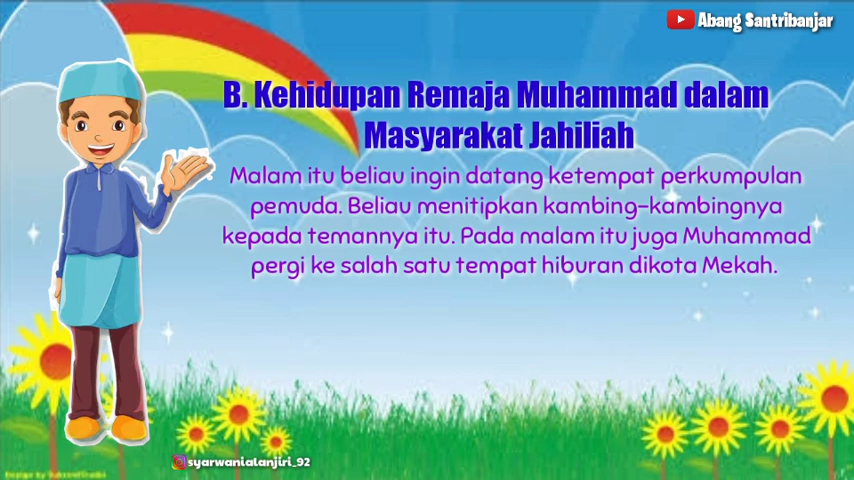 Abang Santribanjar
B. Kehidupan Remaja Muhammad dalam
Masyarakat Jahiliah
Malam itu beliau ingin datang ketempat perkumpulan
pemuda. Beliau menitipkan kambing-kambingnya
kepada temannya itu. Pada malam itu juga Muhammad
pergi ke salah satu tempat hiburan dikota Mekah.
syarwanialanjiri_92